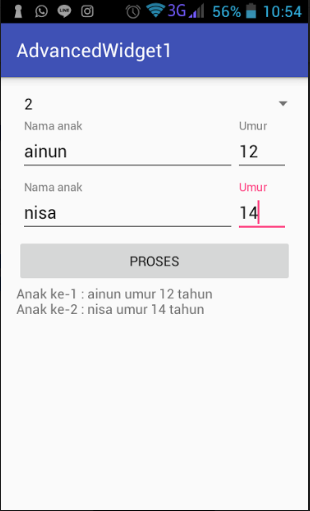 3G 56% 10:54
AdvancedWidget1
2
Nama anak Umur
ainun 12
Nama anak Umur
nisa 14
PROSES
Anak ke-1 : ainun umur 12 tahun
Anak ke-2 : nisa umur 14 tahun